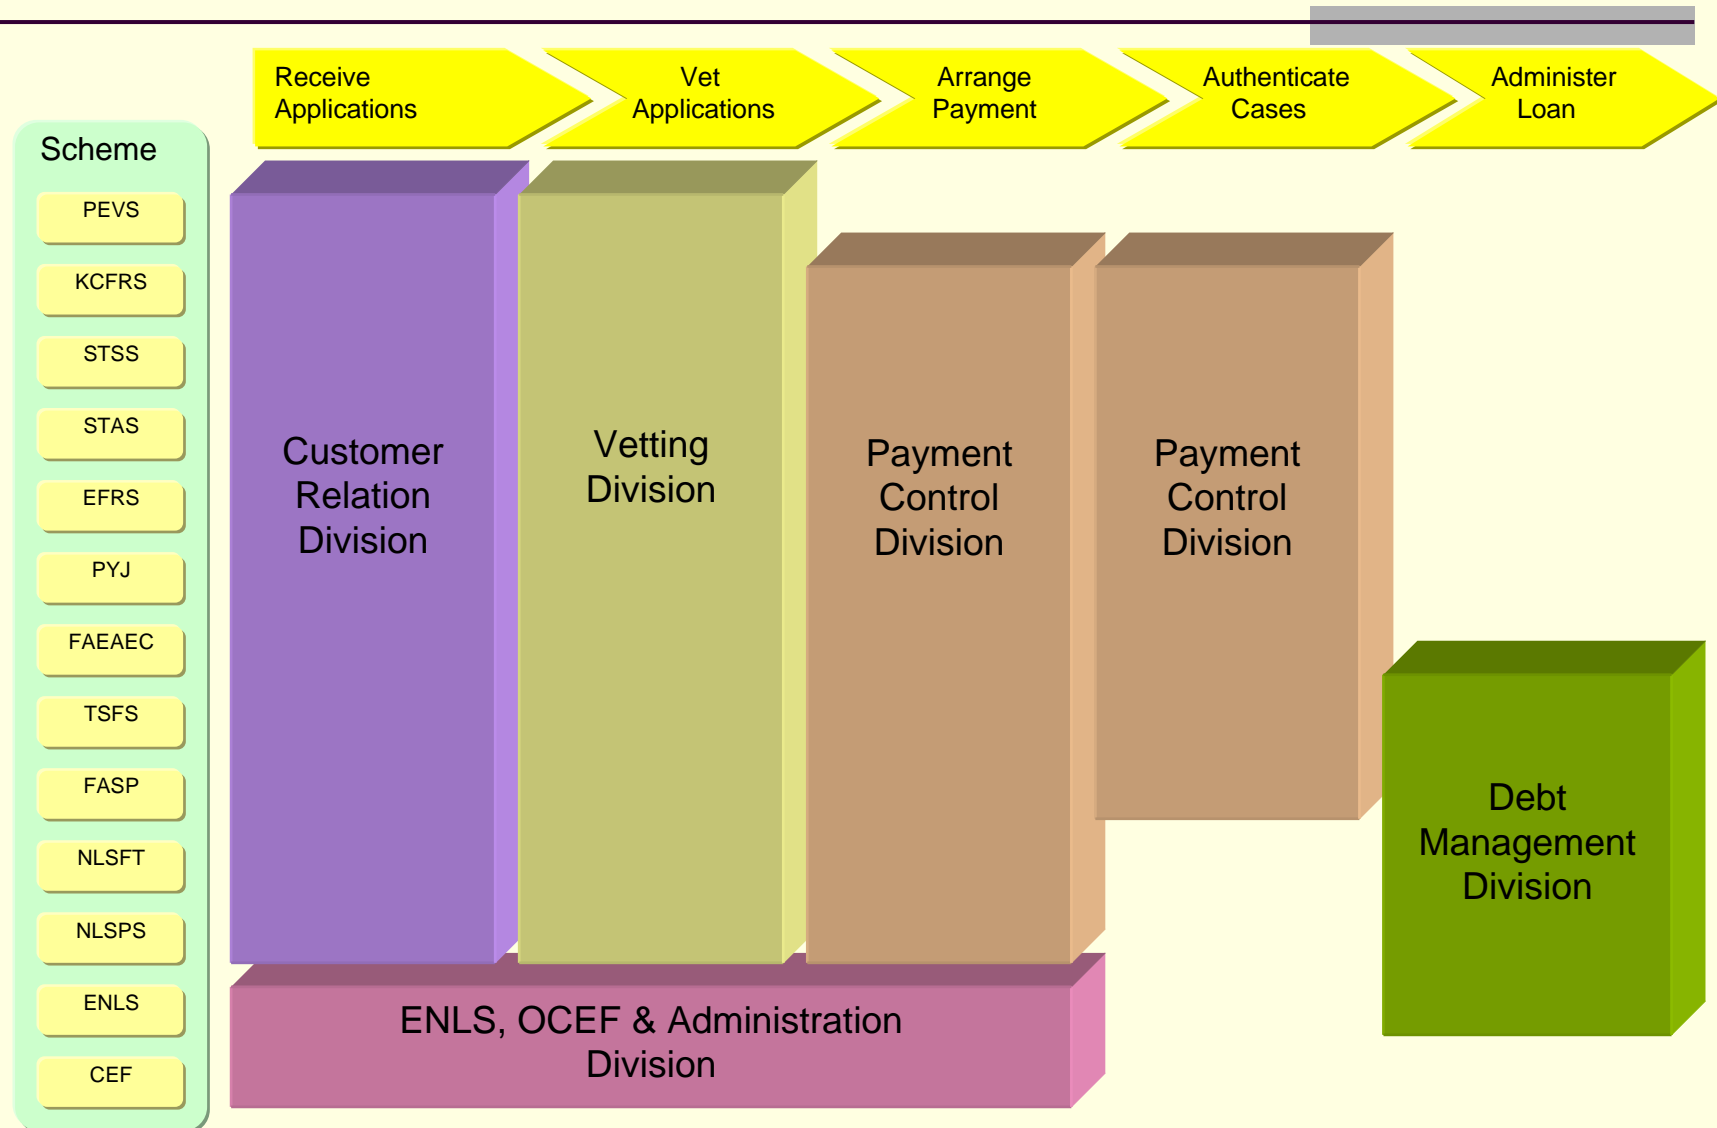 Receive
Applications
Vet
Applications
Arrange
Payment
Authenticate
Cases
Administer
Loan
Scheme
PEVS
KCFRS
STSS
STAS
EFRS
PYJ
FAEAEC
TSFS
FASP
NLSFT
NLSPS
ENLS
CEF
Customer
Relation
Division
Vetting
Division
Payment
Control
Division
Payment
Control
Division
Debt
Management
Division
ENLS, OCEF & Administration
Division